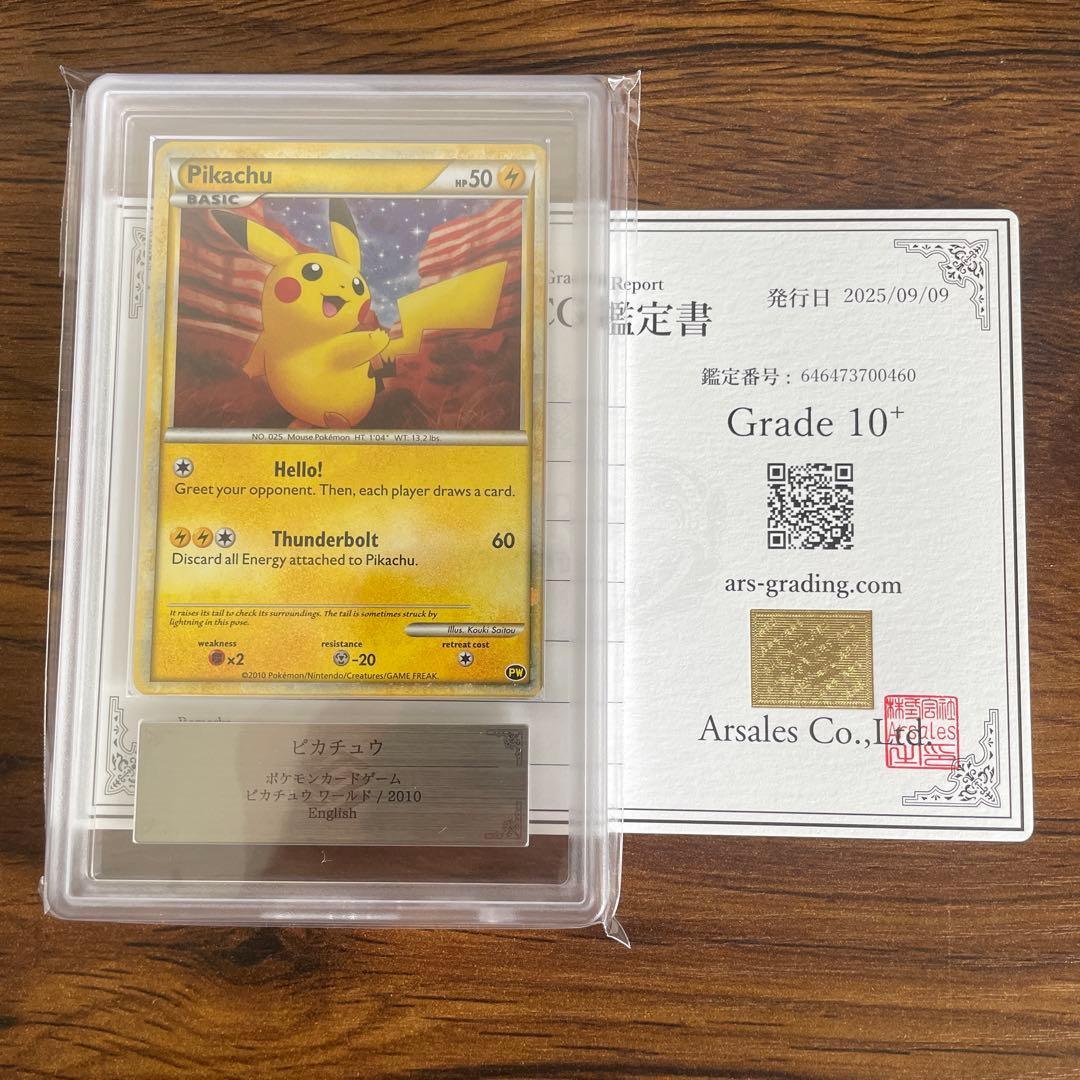 Pikachu
HP 50
BASIC
NO. 025 Mouse Pokémon HT. 1'04" WT. 13.2 lbs.
Hello!
Greet your opponent. Then, each player draws a card.
Thunderbolt 60
Discard all Energy attached to Pikachu.
It raises its tail to check its surroundings. The tail is sometimes struck by
lightning in this pose.
Illus. Kouki Saitou
weakness resistance retreat cost
×2 -20
©2010 Pokémon/Nintendo/Creatures/GAME FREAK.
PW
ピカチュウ
ポケモンカードゲーム
ピカチュウ ワールド / 2010
English
Report
鑑定書
発行日 2025/09/09
鑑定番号 : 646473700460
Grade 10+
ars-grading.com
Arsales Co.,Ltd.
Remarks